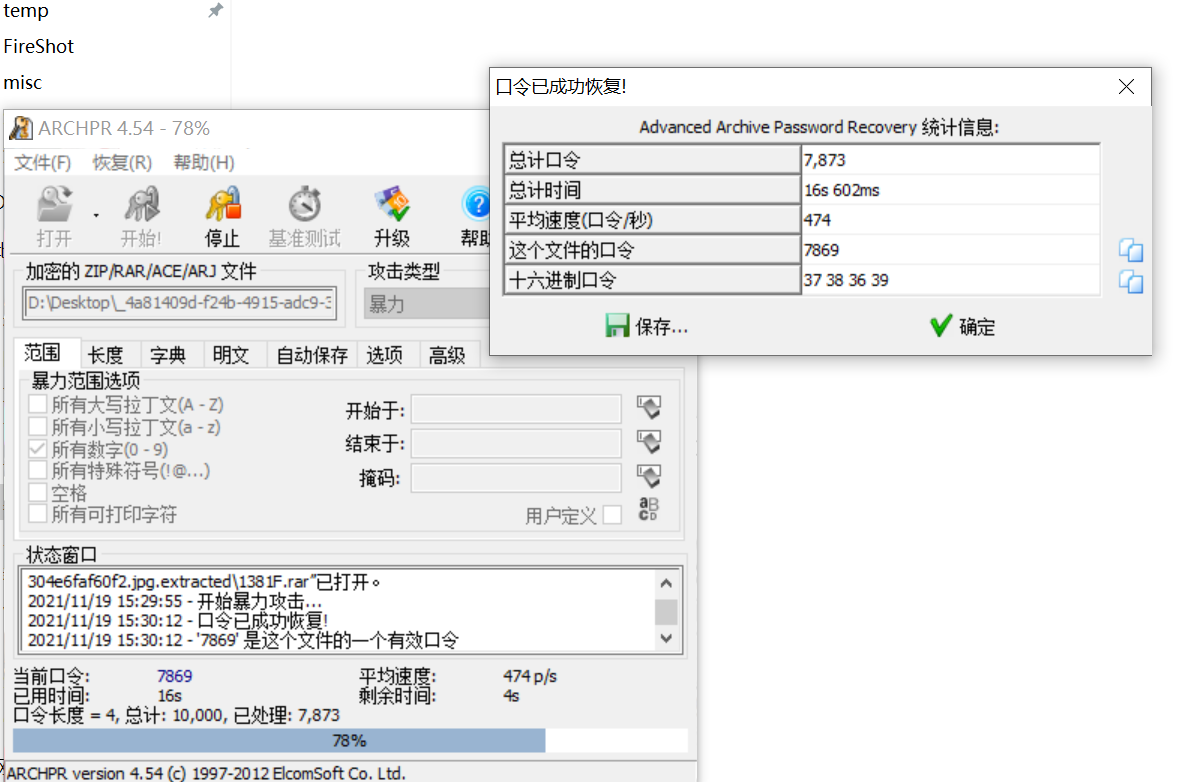 temp
FireShot
misc
ARCHPR 4.54 - 78%
文件(F) 恢复(R) 帮助(H)
打开 开始! 停止 基准测试 升级 帮助
加密的 ZIP/RAR/ACE/ARJ 文件
攻击类型
D:\Desktop\_4a81409d-f24b-4915-adc9-3
暴力
范围 长度 字典 明文 自动保存 选项 高级
暴力范围选项
所有大写拉丁文(A - Z)
所有小写拉丁文(a - z)
所有数字(0 - 9)
所有特殊符号(!@...)
空格
所有可打印字符
开始于:
结束于:
掩码:
用户定义
状态窗口
304e6faf60f2.jpg.extracted\1381F.rar"已打开。
2021/11/19 15:29:55 - 开始暴力攻击...
2021/11/19 15:30:12 - 口令已成功恢复!
2021/11/19 15:30:12 - '7869' 是这个文件的一个有效口令
当前口令: 7869 平均速度: 474 p/s
已用时间: 16s 剩余时间: 4s
口令长度 = 4, 总计: 10,000, 已处理: 7,873
78%
ARCHPR version 4.54 (c) 1997-2012 ElcomSoft Co. Ltd.
口令已成功恢复!
Advanced Archive Password Recovery 统计信息:
总计口令 7,873
总计时间 16s 602ms
平均速度(口令/秒) 474
这个文件的口令 7869
十六进制口令 37 38 36 39
保存... 确定